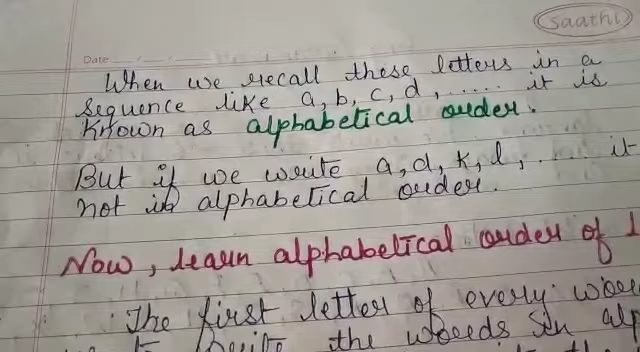 saathi
Date
When we recall these letters in a
sequence like a, b, c, d, ..... it is
known as alphabetical order.
But if we write a, d, k, l, ..... it
not in alphabetical order.
Now, learn alphabetical order of
The first letter of every
the words in